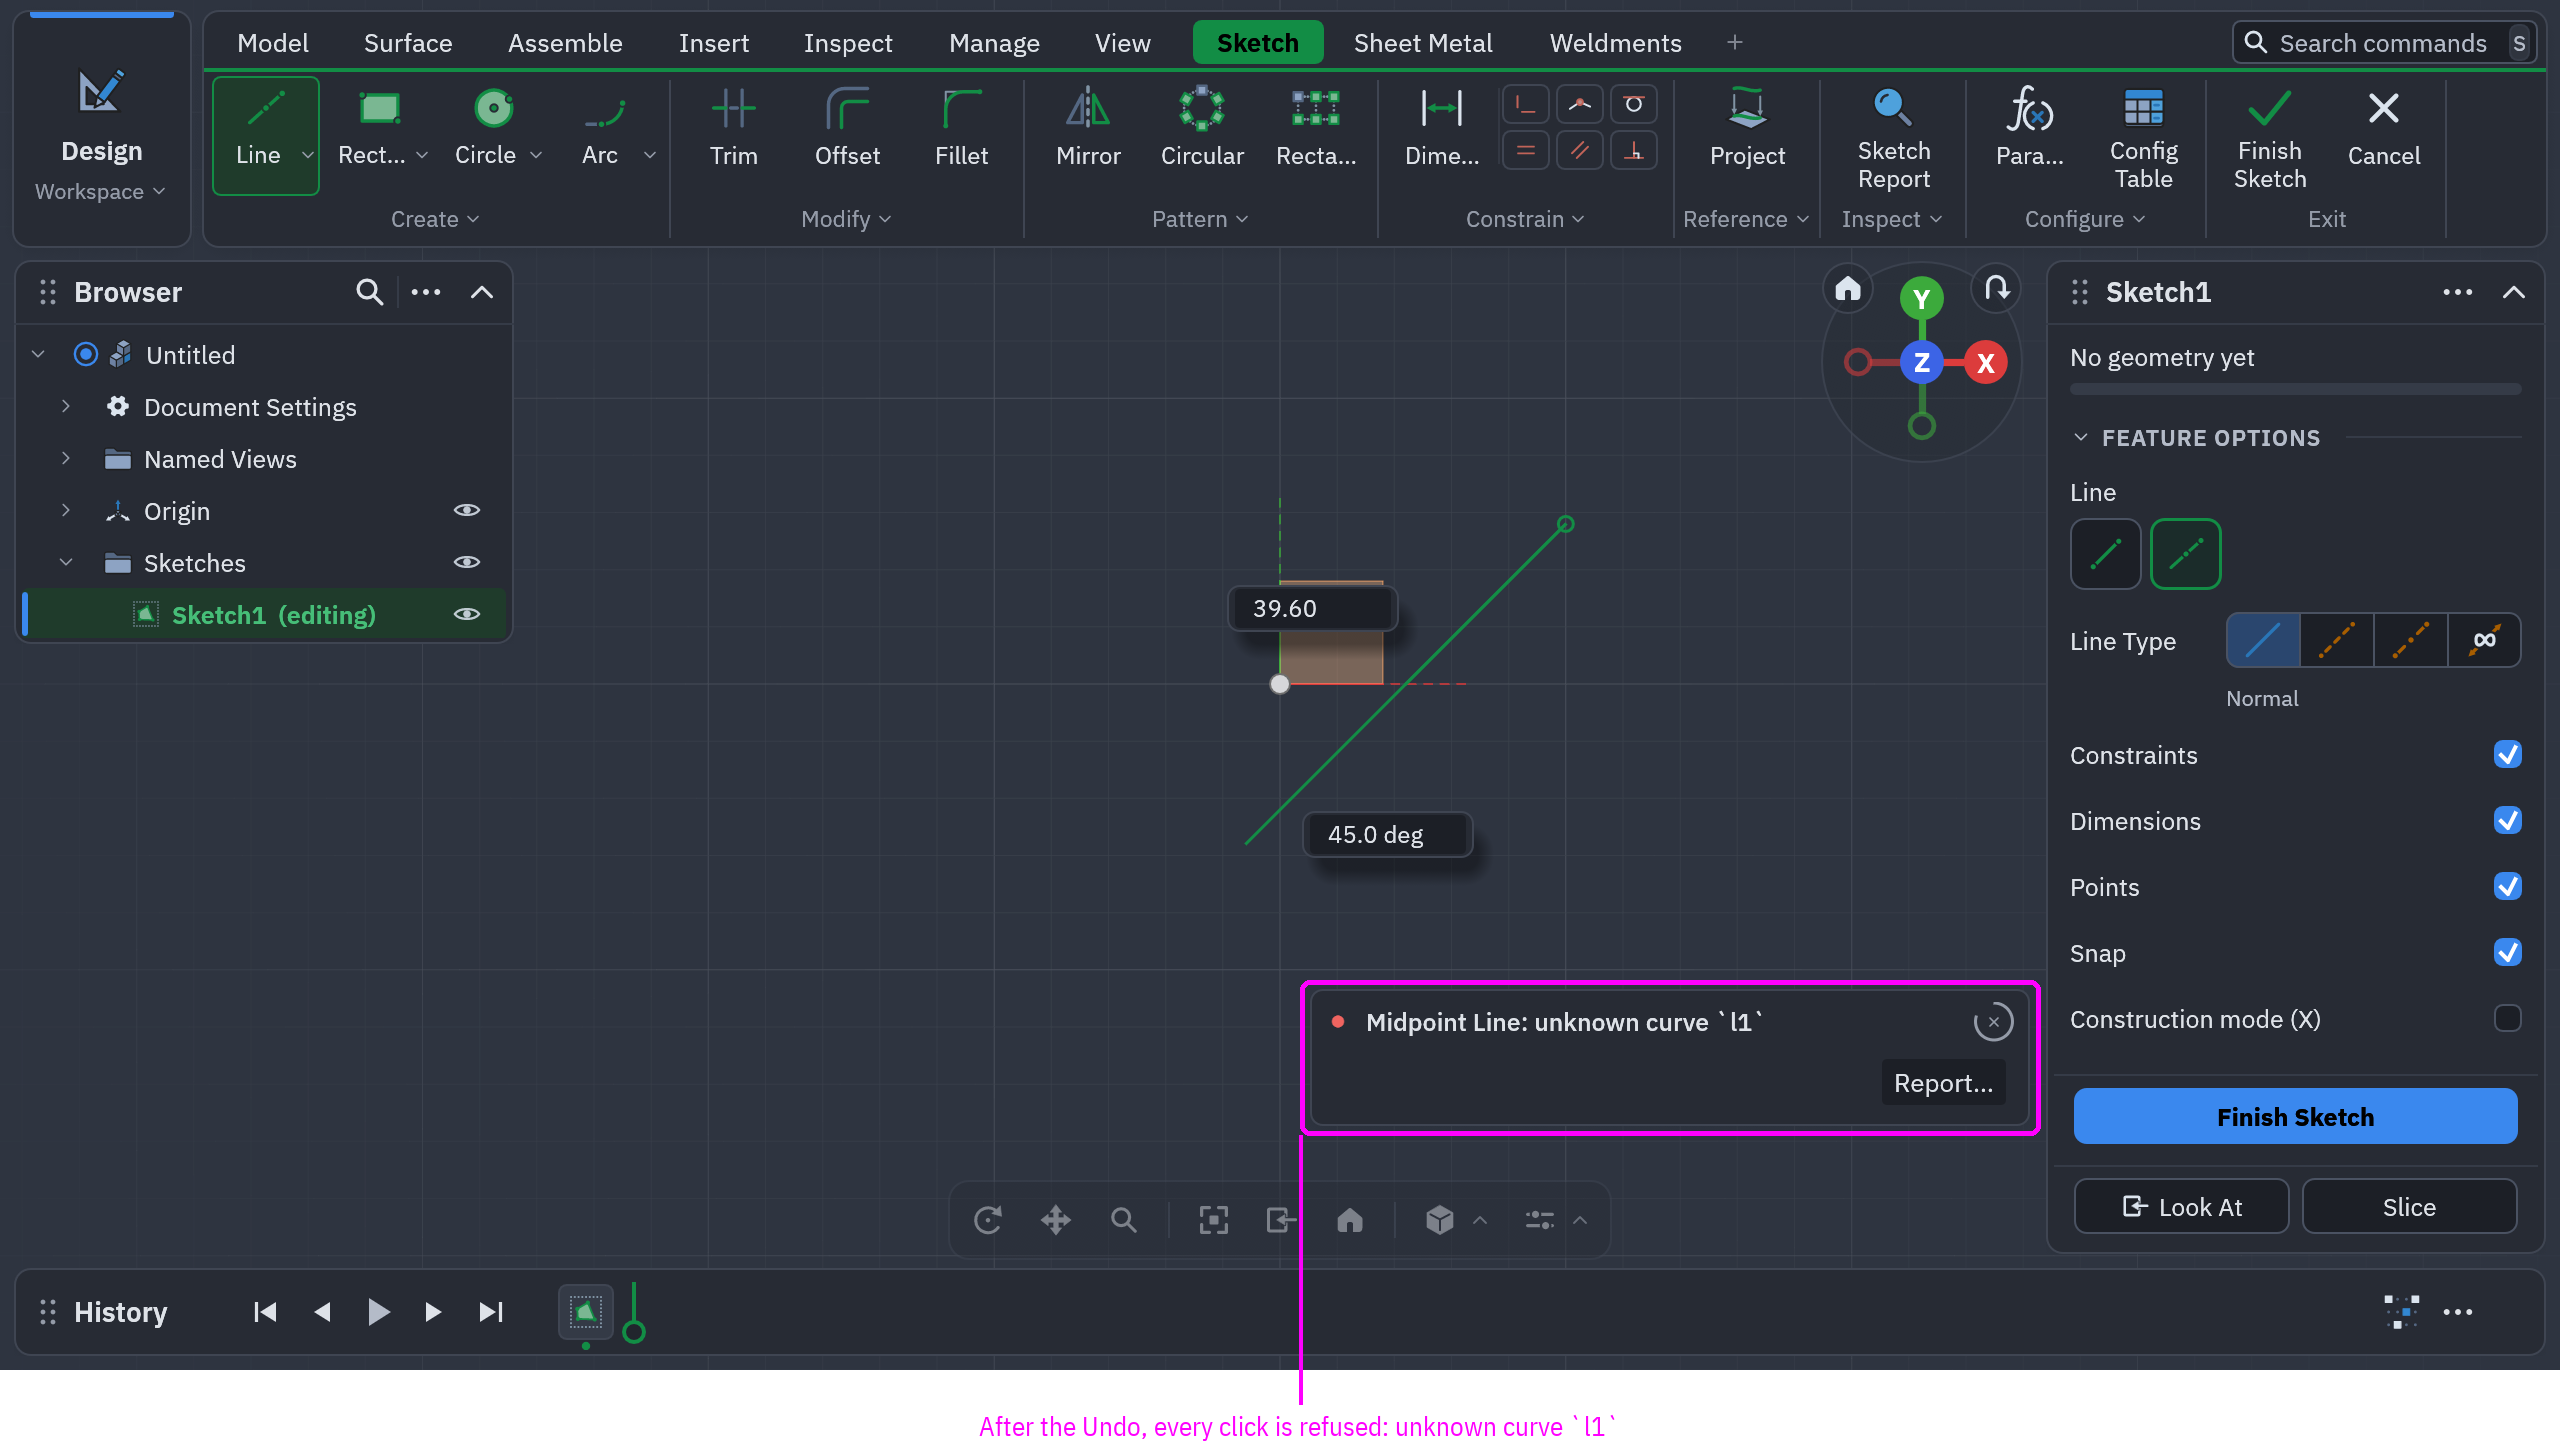 Model Surface Assemble Insert Inspect Manage View Sketch Sheet Metal Weldments + Search commands S
Design
Workspace
Line Rect... Circle Arc Trim Offset Fillet Mirror Circular Recta... Dime... Project Sketch Report Para... Config Table Finish Sketch Cancel
Create Modify Pattern Constrain Reference Inspect Configure Exit
Browser
Untitled
Document Settings
Named Views
Origin
Sketches
Sketch1 (editing)
Y
Z X
39.60
45.0 deg
Sketch1
No geometry yet
FEATURE OPTIONS
Line
Line Type
Normal
Constraints
Dimensions
Points
Snap
Construction mode (X)
Finish Sketch
Look At Slice
Midpoint Line: unknown curve `l1`
Report...
History
After the Undo, every click is refused: unknown curve `l1`